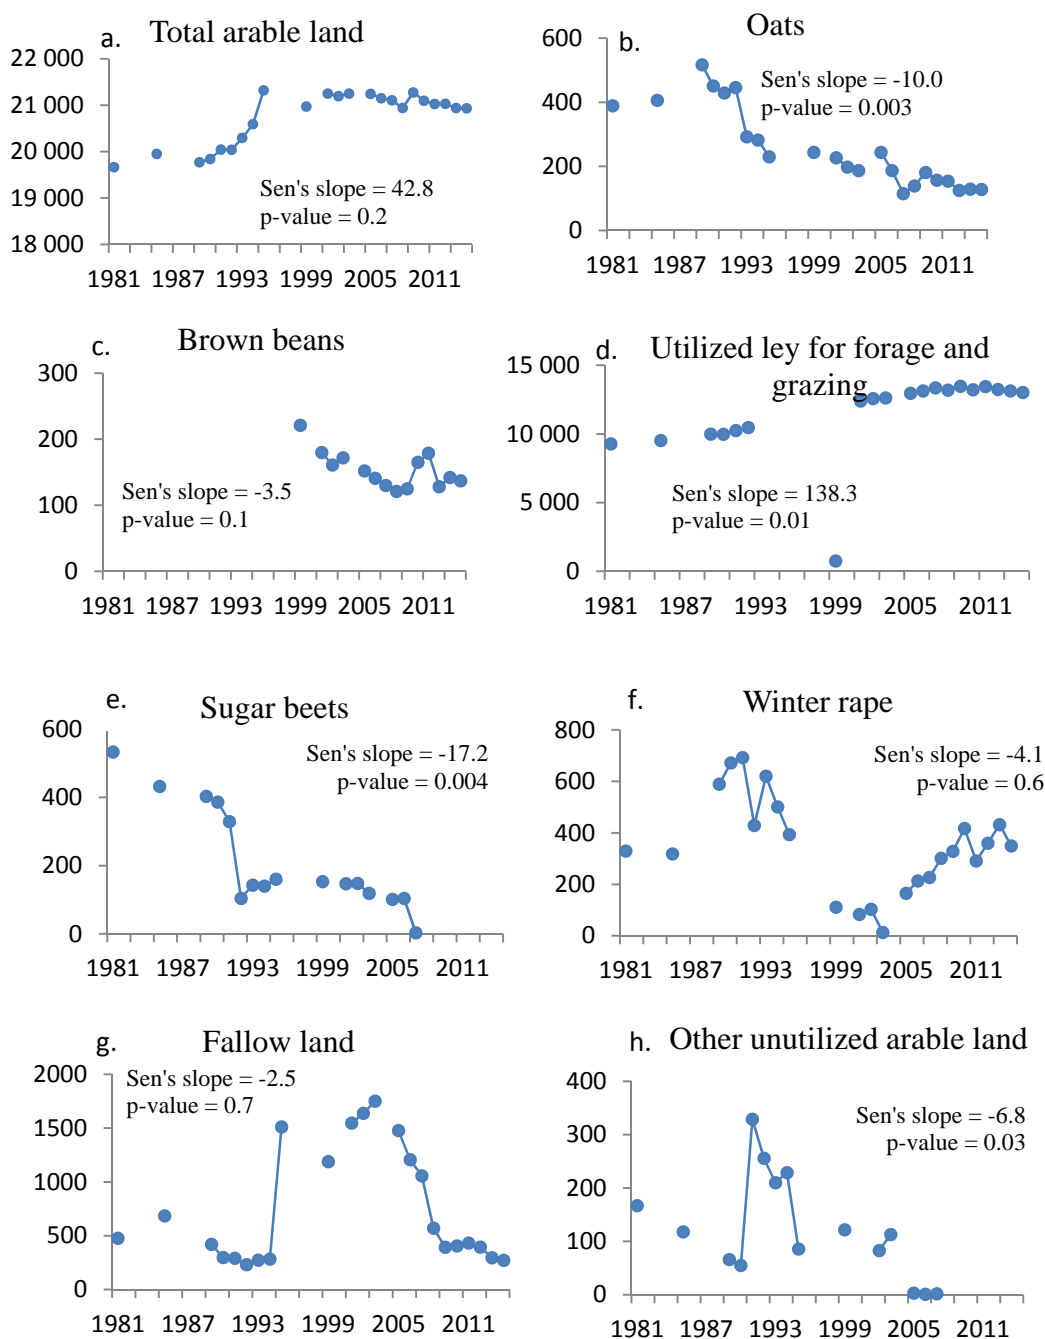 a. Total arable land
22 000
21 000
20 000
19 000
18 000
Sen's slope = 42.8
p-value = 0.2
1981 1987 1993 1999 2005 2011
b. Oats
600
400
200
0
Sen's slope = -10.0
p-value = 0.003
1981 1987 1993 1999 2005 2011
c. Brown beans
300
200
100
0
Sen's slope = -3.5
p-value = 0.1
1981 1987 1993 1999 2005 2011
d. Utilized ley for forage and
grazing
15 000
10 000
5 000
0
Sen's slope = 138.3
p-value = 0.01
1981 1987 1993 1999 2005 2011
e. Sugar beets
600
400
200
0
Sen's slope = -17.2
p-value = 0.004
1981 1987 1993 1999 2005 2011
f. Winter rape
800
600
400
200
0
Sen's slope = -4.1
p-value = 0.6
1981 1987 1993 1999 2005 2011
g. Fallow land
2000
1500
1000
500
0
Sen's slope = -2.5
p-value = 0.7
1981 1987 1993 1999 2005 2011
h. Other unutilized arable land
400
300
200
100
0
Sen's slope = -6.8
p-value = 0.03
1981 1987 1993 1999 2005 2011